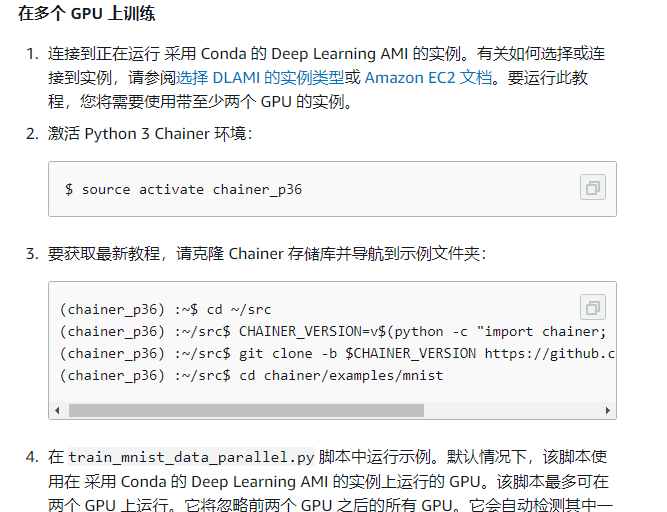 在多个 GPU 上训练
1. 连接到正在运行 采用 Conda 的 Deep Learning AMI 的实例。有关如何选择或连
接到实例，请参阅选择 DLAMI 的实例类型或 Amazon EC2 文档。要运行此教
程，您将需要使用带至少两个 GPU 的实例。
2. 激活 Python 3 Chainer 环境：
$ source activate chainer_p36
3. 要获取最新教程，请克隆 Chainer 存储库并导航到示例文件夹：
(chainer_p36) :~$ cd ~/src
(chainer_p36) :~/src$ CHAINER_VERSION=v$(python -c "import chainer;
(chainer_p36) :~/src$ git clone -b $CHAINER_VERSION https://github.c
(chainer_p36) :~/src$ cd chainer/examples/mnist
4. 在 train_mnist_data_parallel.py 脚本中运行示例。默认情况下，该脚本使
用在 采用 Conda 的 Deep Learning AMI 的实例上运行的 GPU。该脚本最多可在
两个 GPU 上运行。它将忽略前两个 GPU 之后的所有 GPU。它会自动检测其中一